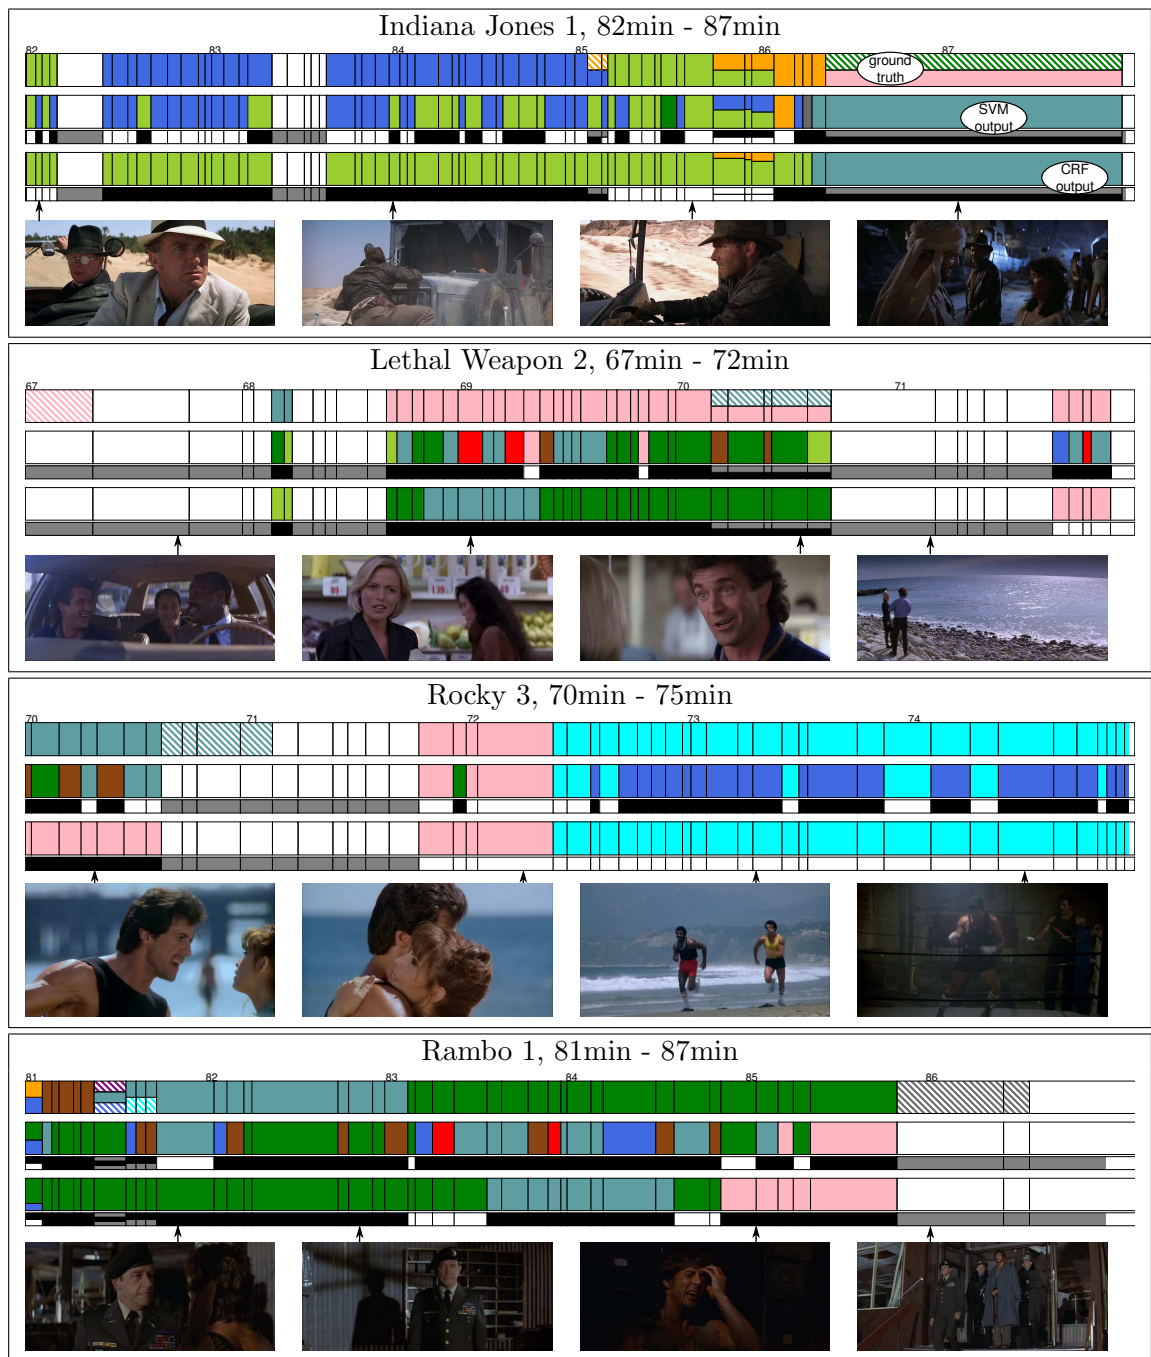 Indiana Jones 1, 82min - 87min
82 83 84 85 86 87
ground
truth
SVM
output
CRF
output
Lethal Weapon 2, 67min - 72min
67 68 69 70 71
Rocky 3, 70min - 75min
70 71 72 73 74
Rambo 1, 81min - 87min
81 82 83 84 85 86